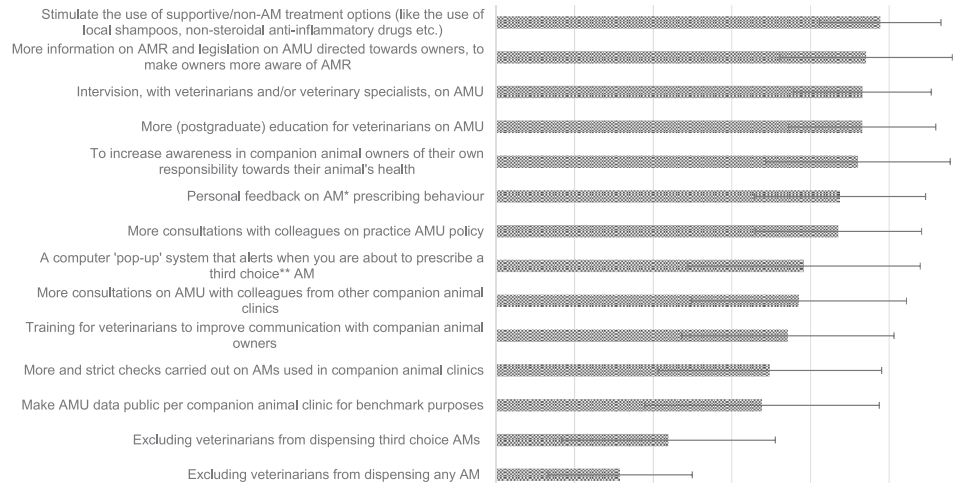 Stimulate the use of supportive/non-AM treatment options (like the use of
local shampoos, non-steroidal anti-inflammatory drugs etc.)
More information on AMR and legislation on AMU directed towards owners, to
make owners more aware of AMR
Intervision, with veterinarians and/or veterinary specialists, on AMU
More (postgraduate) education for veterinarians on AMU
To increase awareness in companion animal owners of their own
responsibility towards their animal's health
Personal feedback on AM* prescribing behaviour
More consultations with colleagues on practice AMU policy
A computer 'pop-up' system that alerts when you are about to prescribe a
third choice** AM
More consultations on AMU with colleagues from other companion animal
clinics
Training for veterinarians to improve communication with companian animal
owners
More and strict checks carried out on AMs used in companion animal clinics
Make AMU data public per companion animal clinic for benchmark purposes
Excluding veterinarians from dispensing third choice AMs
Excluding veterinarians from dispensing any AM